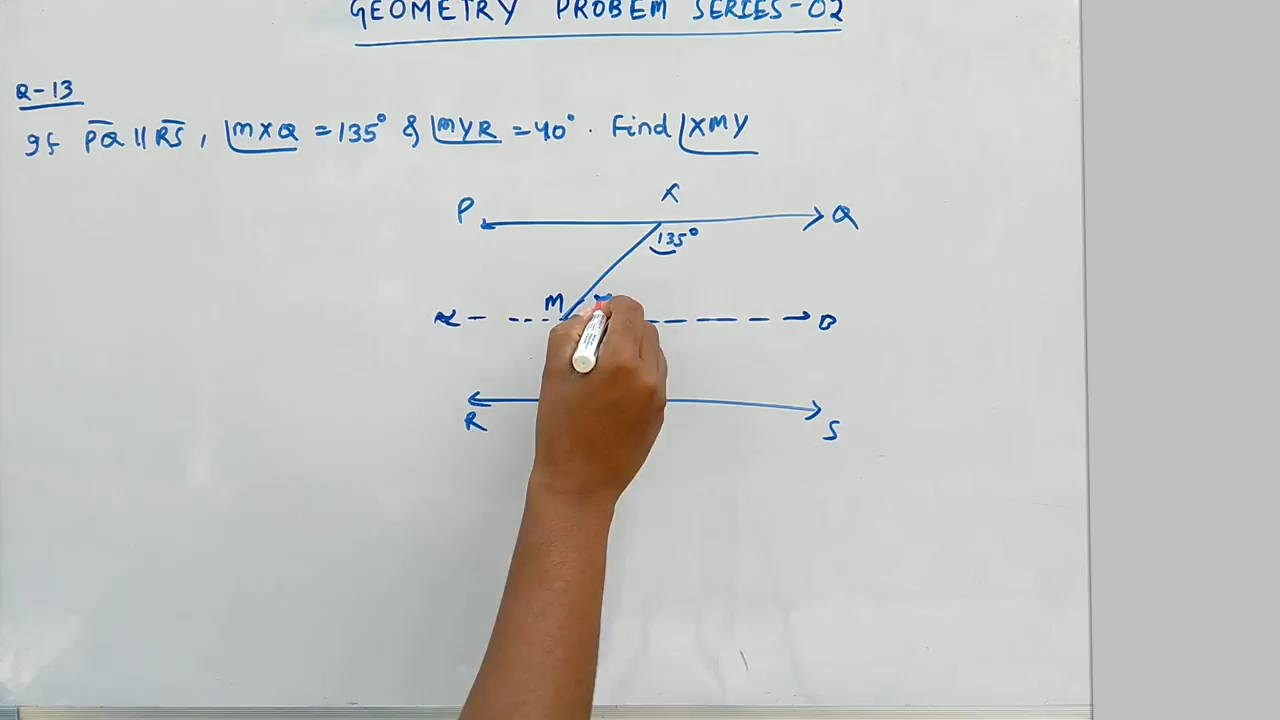 GEOMETRY PROBEM SERIES-02
Q-13
If PQ || RS, ∠MXQ = 135° & ∠MYR = 40°. Find ∠XMY
X
P
Q
135°
M
B
R
S